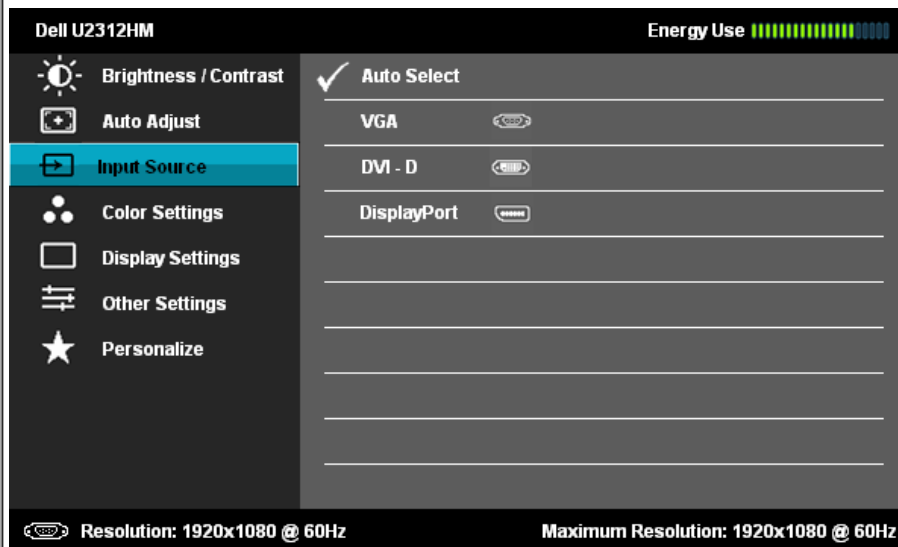 Dell U2312HM Energy Use
Brightness / Contrast Auto Select
Auto Adjust VGA
Input Source DVI - D
Color Settings DisplayPort
Display Settings
Other Settings
Personalize
Resolution: 1920x1080 @ 60Hz Maximum Resolution: 1920x1080 @ 60Hz